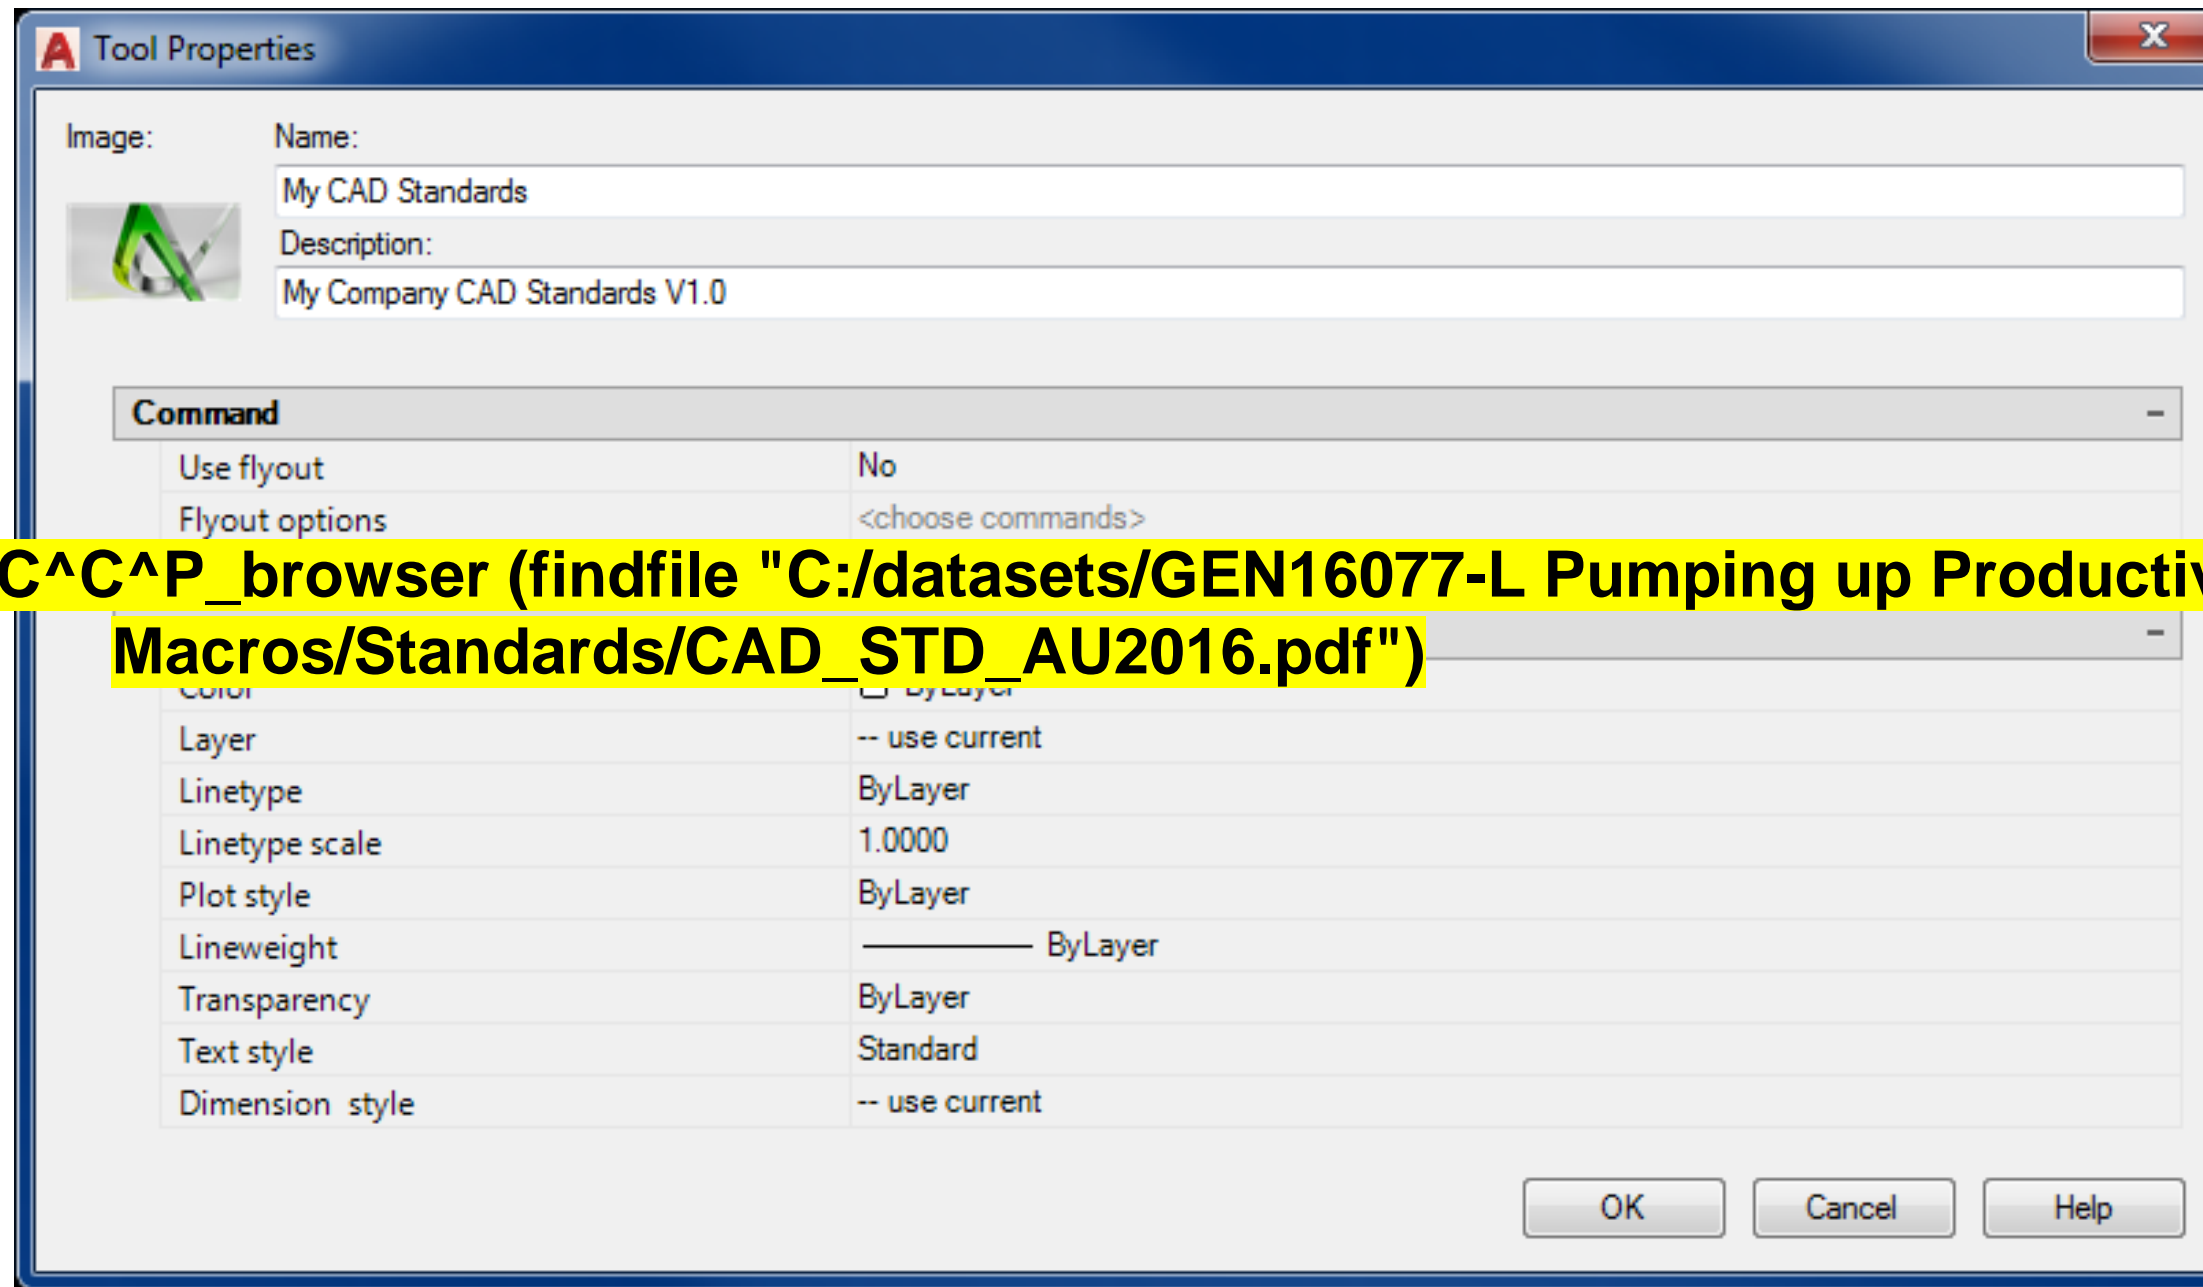 Tool Properties
Image:
Name:
My CAD Standards
Description:
My Company CAD Standards V1.0
Command
Use flyout No
Flyout options <choose commands>
C^C^P_browser (findfile "C:/datasets/GEN16077-L Pumping up
Macros/Standards/CAD_STD_AU2016.pdf")
Color ByLayer
Layer -- use current
Linetype ByLayer
Linetype scale 1.0000
Plot style ByLayer
Lineweight ByLayer
Transparency ByLayer
Text style Standard
Dimension style -- use current
OK Cancel Help